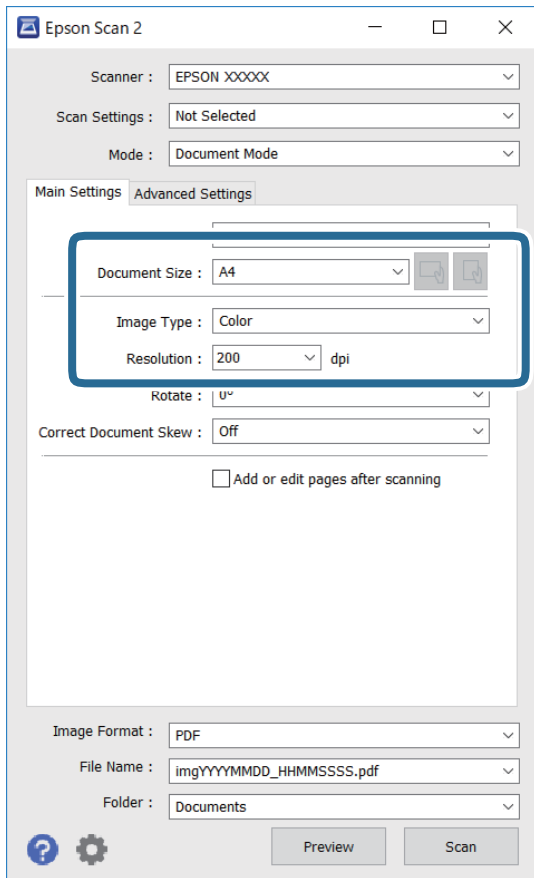 Epson Scan 2
Scanner : EPSON XXXXX
Scan Settings : Not Selected
Mode : Document Mode
Main Settings Advanced Settings
Document Size : A4
Image Type : Color
Resolution : 200 dpi
Rotate : 0°
Correct Document Skew : Off
Add or edit pages after scanning
Image Format : PDF
File Name : imgYYYYMMDD_HHMMSSSS.pdf
Folder : Documents
? Preview Scan